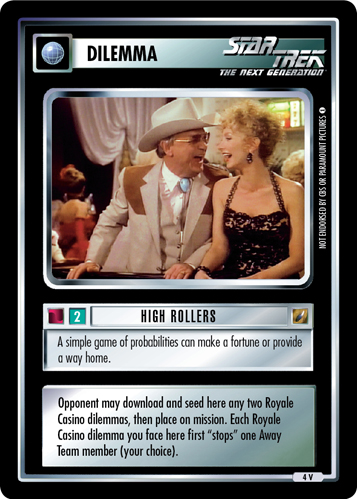 DILEMMA
STAR TREK
THE NEXT GENERATION
NOT ENDORSED BY CBS OR PARAMOUNT PICTURES
2
HIGH ROLLERS
A simple game of probabilities can make a fortune or provide
a way home.
Opponent may download and seed here any two Royale
Casino dilemmas, then place on mission. Each Royale
Casino dilemma you face here first "stops" one Away
Team member (your choice).
4 V